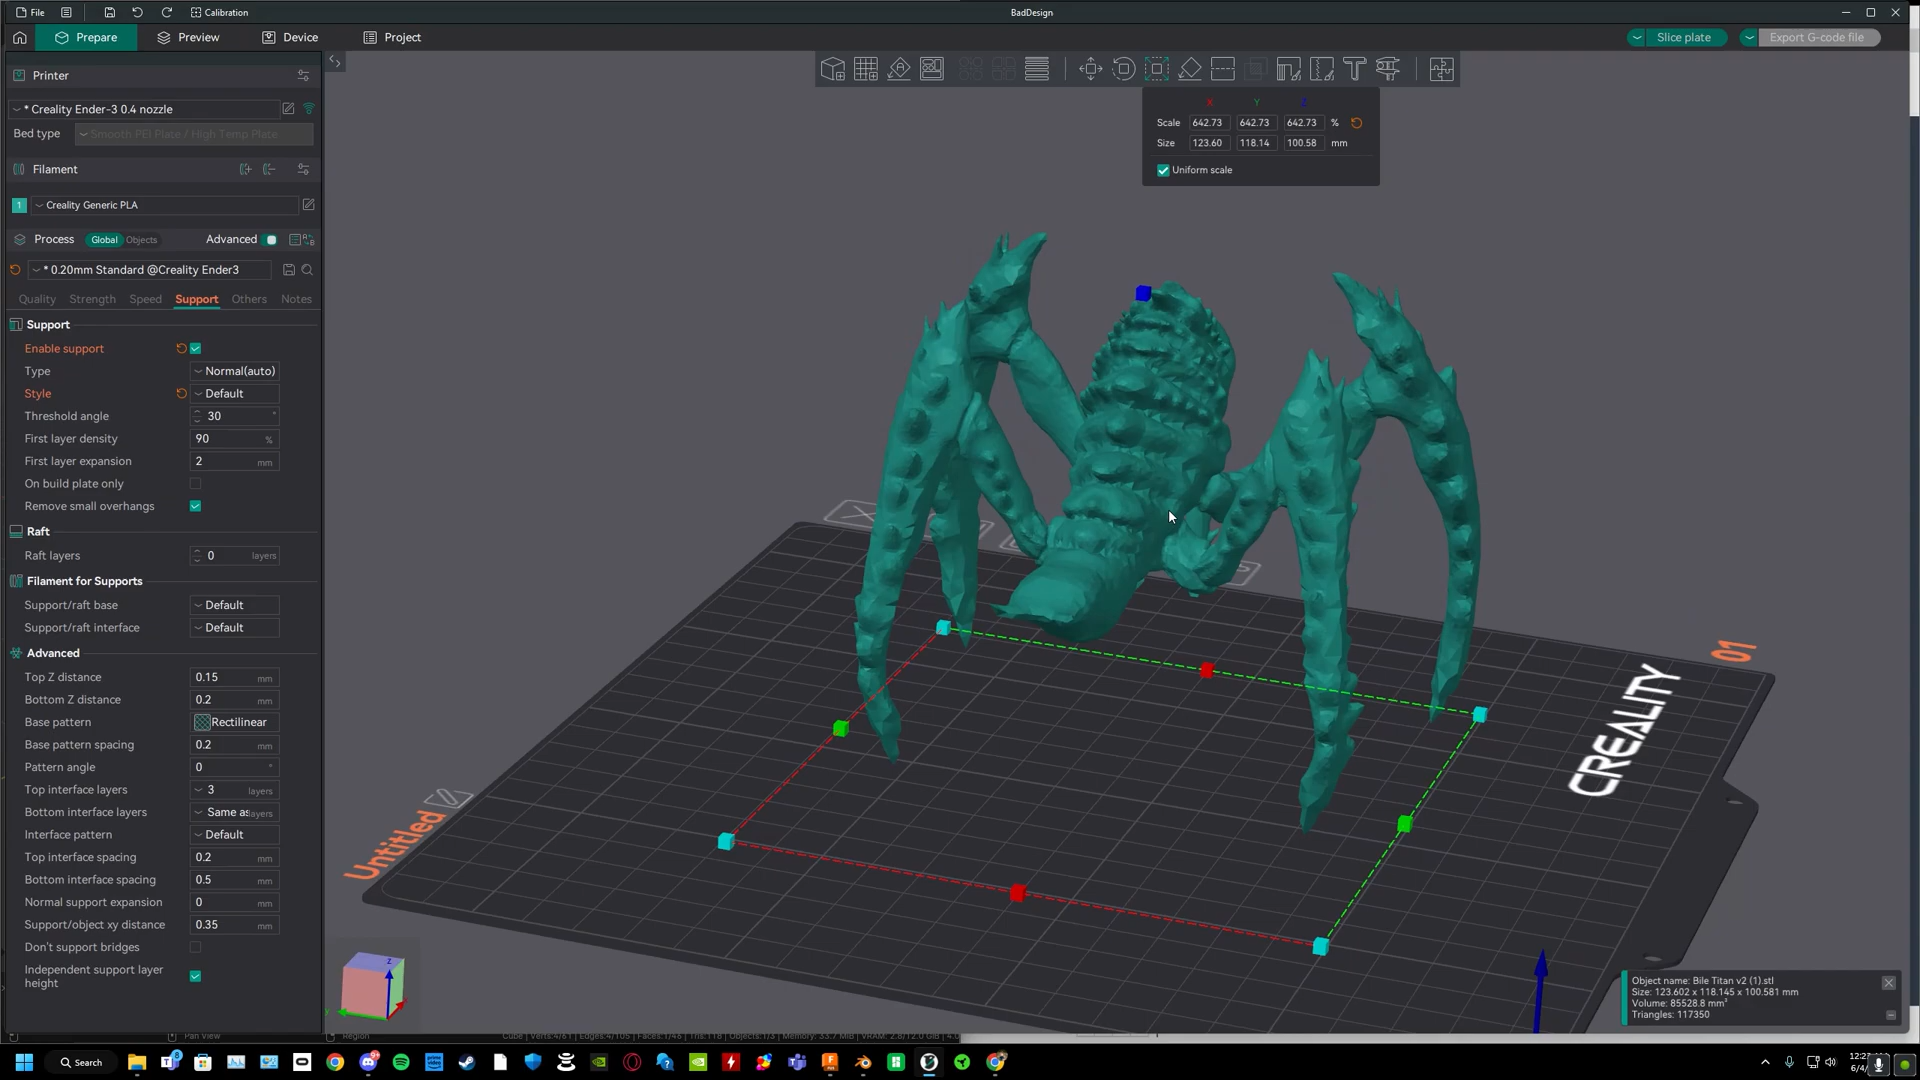 File
Calibration
BadDesign
Prepare
Preview
Device
Project
Slice plate
Export G-code file
Printer
* Creality Ender-3 0.4 nozzle
Bed type
Smooth PEI Plate / High Temp Plate
Filament
1
Creality Generic PLA
Process
Global
Objects
Advanced
* 0.20mm Standard @Creality Ender3
Quality
Strength
Speed
Support
Others
Notes
Support
Enable support
Type Normal(auto)
Style Default
Threshold angle 30 °
First layer density 90 %
First layer expansion 2 mm
On build plate only
Remove small overhangs
Raft
Raft layers 0 layers
Filament for Supports
Support/raft base Default
Support/raft interface Default
Advanced
Top Z distance 0.15 mm
Bottom Z distance 0.2 mm
Base pattern Rectilinear
Base pattern spacing 0.2 mm
Pattern angle 0 °
Top interface layers 3 layers
Bottom interface layers Same as layers
Interface pattern Default
Top interface spacing 0.2 mm
Bottom interface spacing 0.5 mm
Normal support expansion 0 mm
Support/object xy distance 0.35 mm
Don't support bridges
Independent support layer
height
X Y Z
Scale 642.73 642.73 642.73 %
Size 123.60 118.14 100.58 mm
Uniform scale
01
CREALITY
Untitled
z
Object name: Bile Titan v2 (1).stl
Size: 123.602 x 118.145 x 100.581 mm
Volume: 85528.8 mm³
Triangles: 117350
Pan View
Region
Search